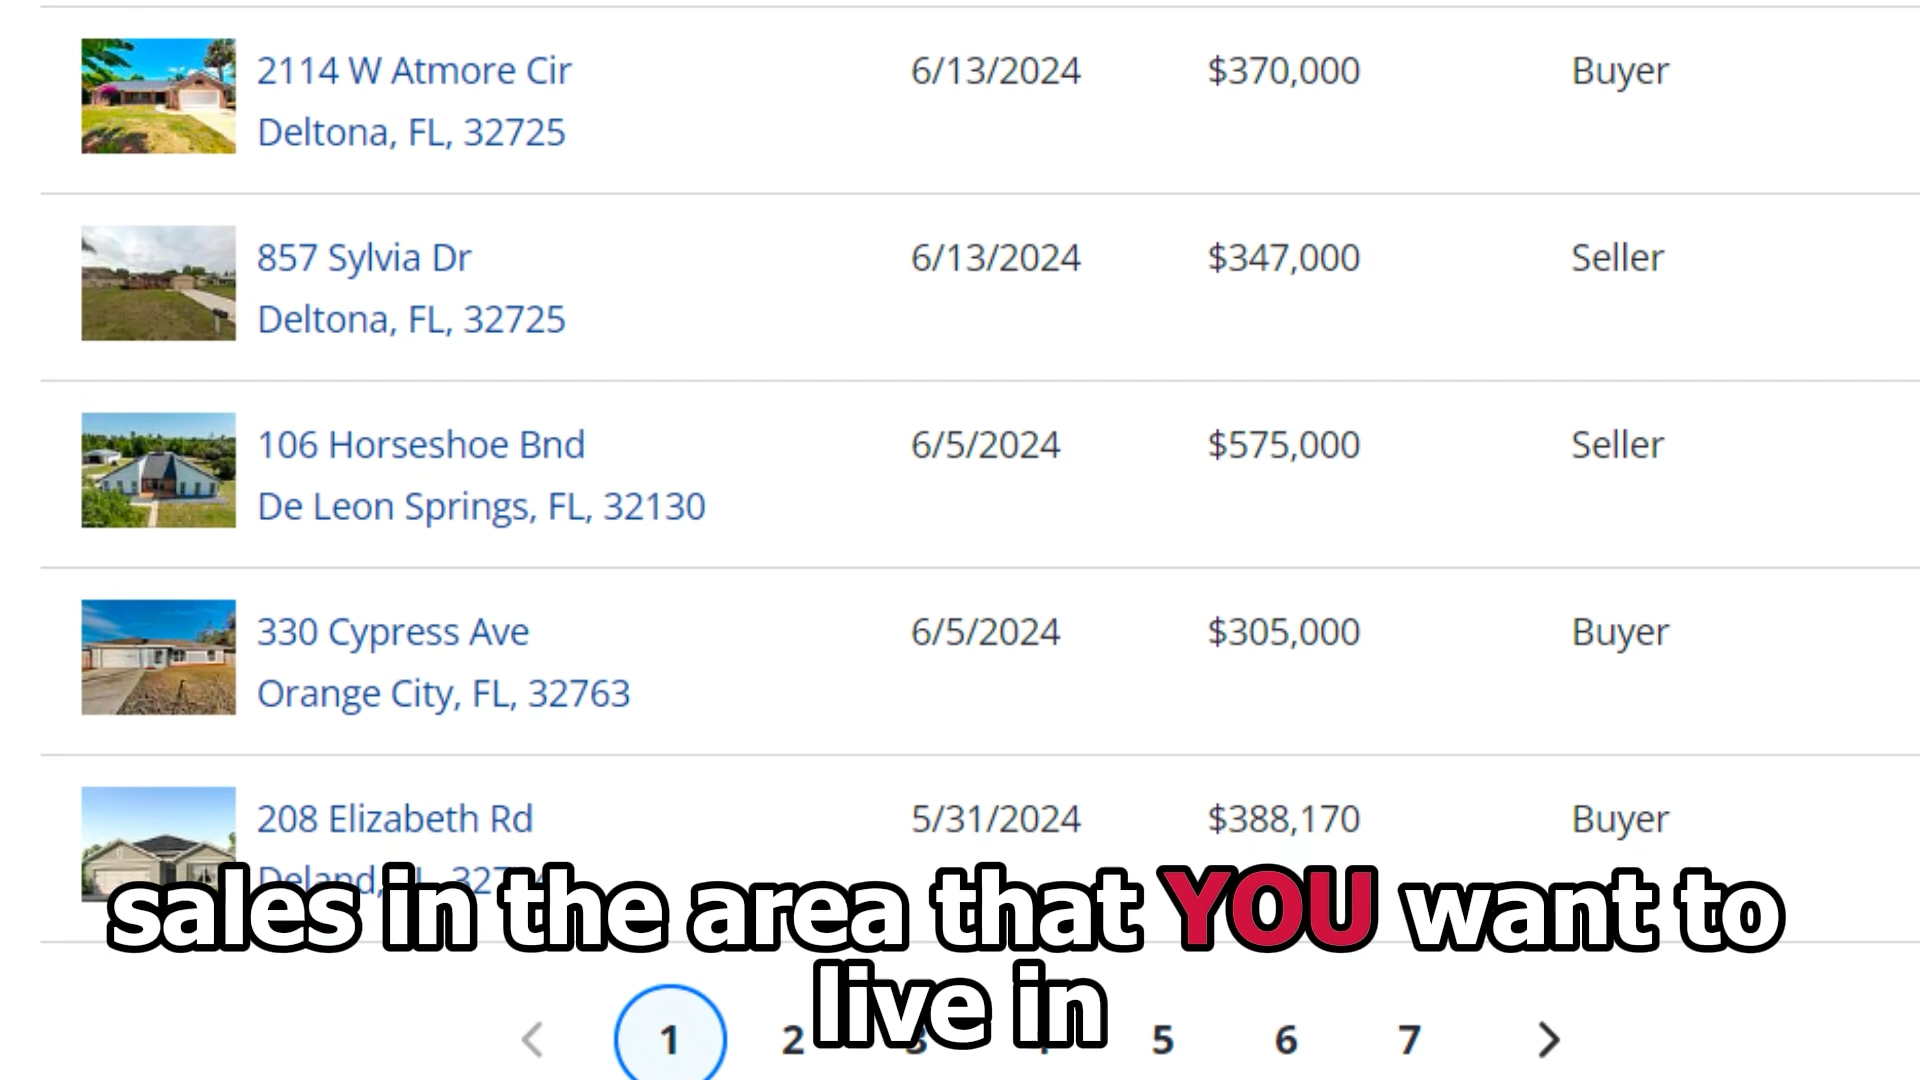 2114 W Atmore Cir 6/13/2024 $370,000 Buyer
Deltona, FL, 32725
857 Sylvia Dr 6/13/2024 $347,000 Seller
Deltona, FL, 32725
106 Horseshoe Bnd 6/5/2024 $575,000 Seller
De Leon Springs, FL, 32130
330 Cypress Ave 6/5/2024 $305,000 Buyer
Orange City, FL, 32763
208 Elizabeth Rd 5/31/2024 $388,170 Buyer
Deland,
sales in the area that YOU want to
live in
1 2 3 5 6 7